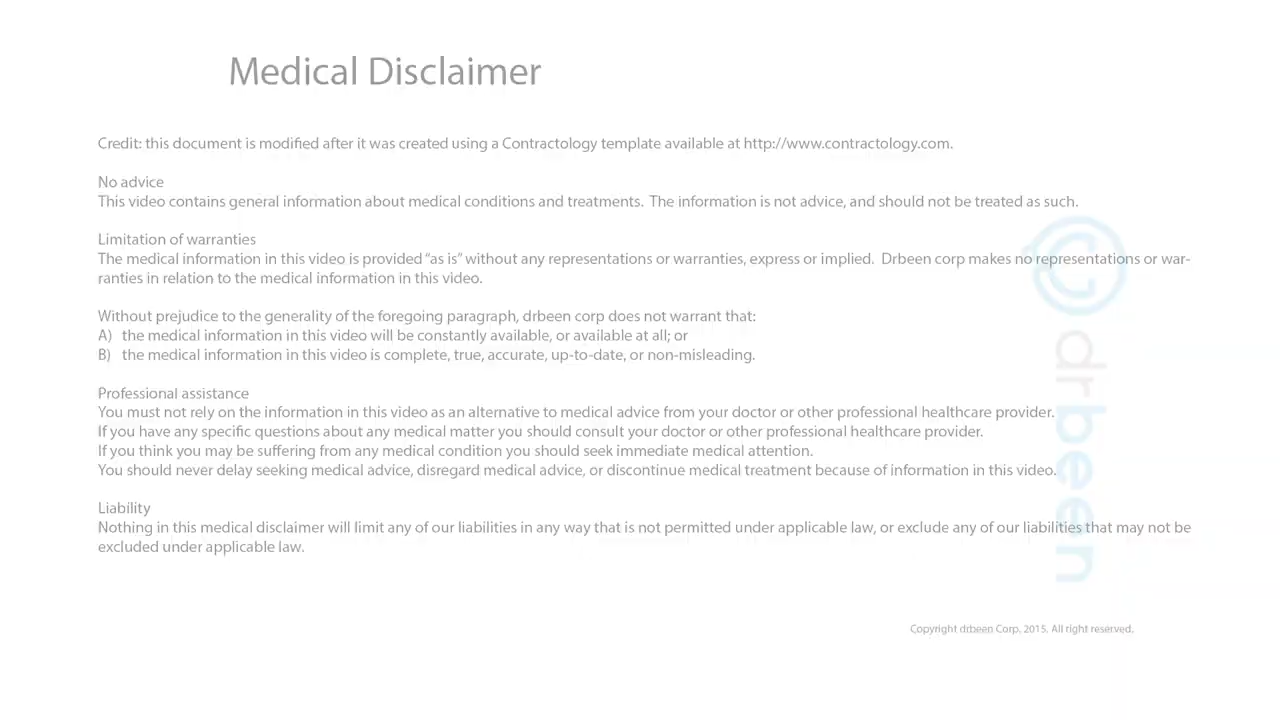 Medical Disclaimer
Credit: this document is modified after it was created using a Contractology template available at http://www.contractology.com.
No advice
This video contains general information about medical conditions and treatments.  The information is not advice, and should not be treated as such.
Limitation of warranties
The medical information in this video is provided “as is” without any representations or warranties, express or implied.  Drbeen corp makes no representations or war-
ranties in relation to the medical information in this video.
Without prejudice to the generality of the foregoing paragraph, drbeen corp does not warrant that:
A)  the medical information in this video will be constantly available, or available at all; or
B)  the medical information in this video is complete, true, accurate, up-to-date, or non-misleading.
Professional assistance
You must not rely on the information in this video as an alternative to medical advice from your doctor or other professional healthcare provider.
If you have any specific questions about any medical matter you should consult your doctor or other professional healthcare provider.
If you think you may be suffering from any medical condition you should seek immediate medical attention.
You should never delay seeking medical advice, disregard medical advice, or discontinue medical treatment because of information in this video.
Liability
Nothing in this medical disclaimer will limit any of our liabilities in any way that is not permitted under applicable law, or exclude any of our liabilities that may not be
excluded under applicable law.
© drbeen
Copyright drbeen Corp. 2015. All right reserved.